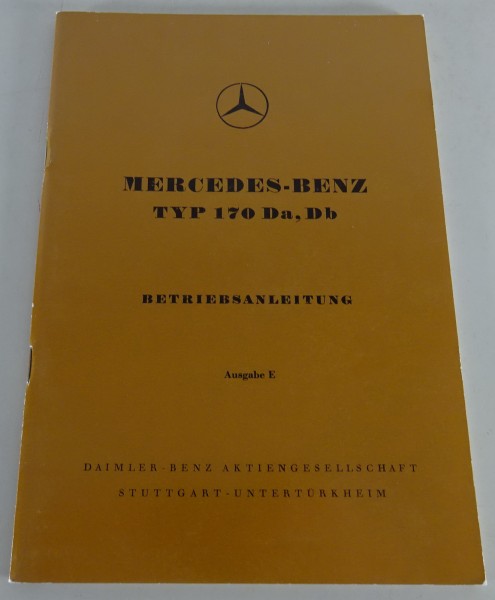 MERCEDES-BENZ
TYP 170 Da, Db
BETRIEBSANLEITUNG
Ausgabe E
DAIMLER-BENZ AKTIENGESELLSCHAFT
STUTTGART-UNTERTÜRKHEIM